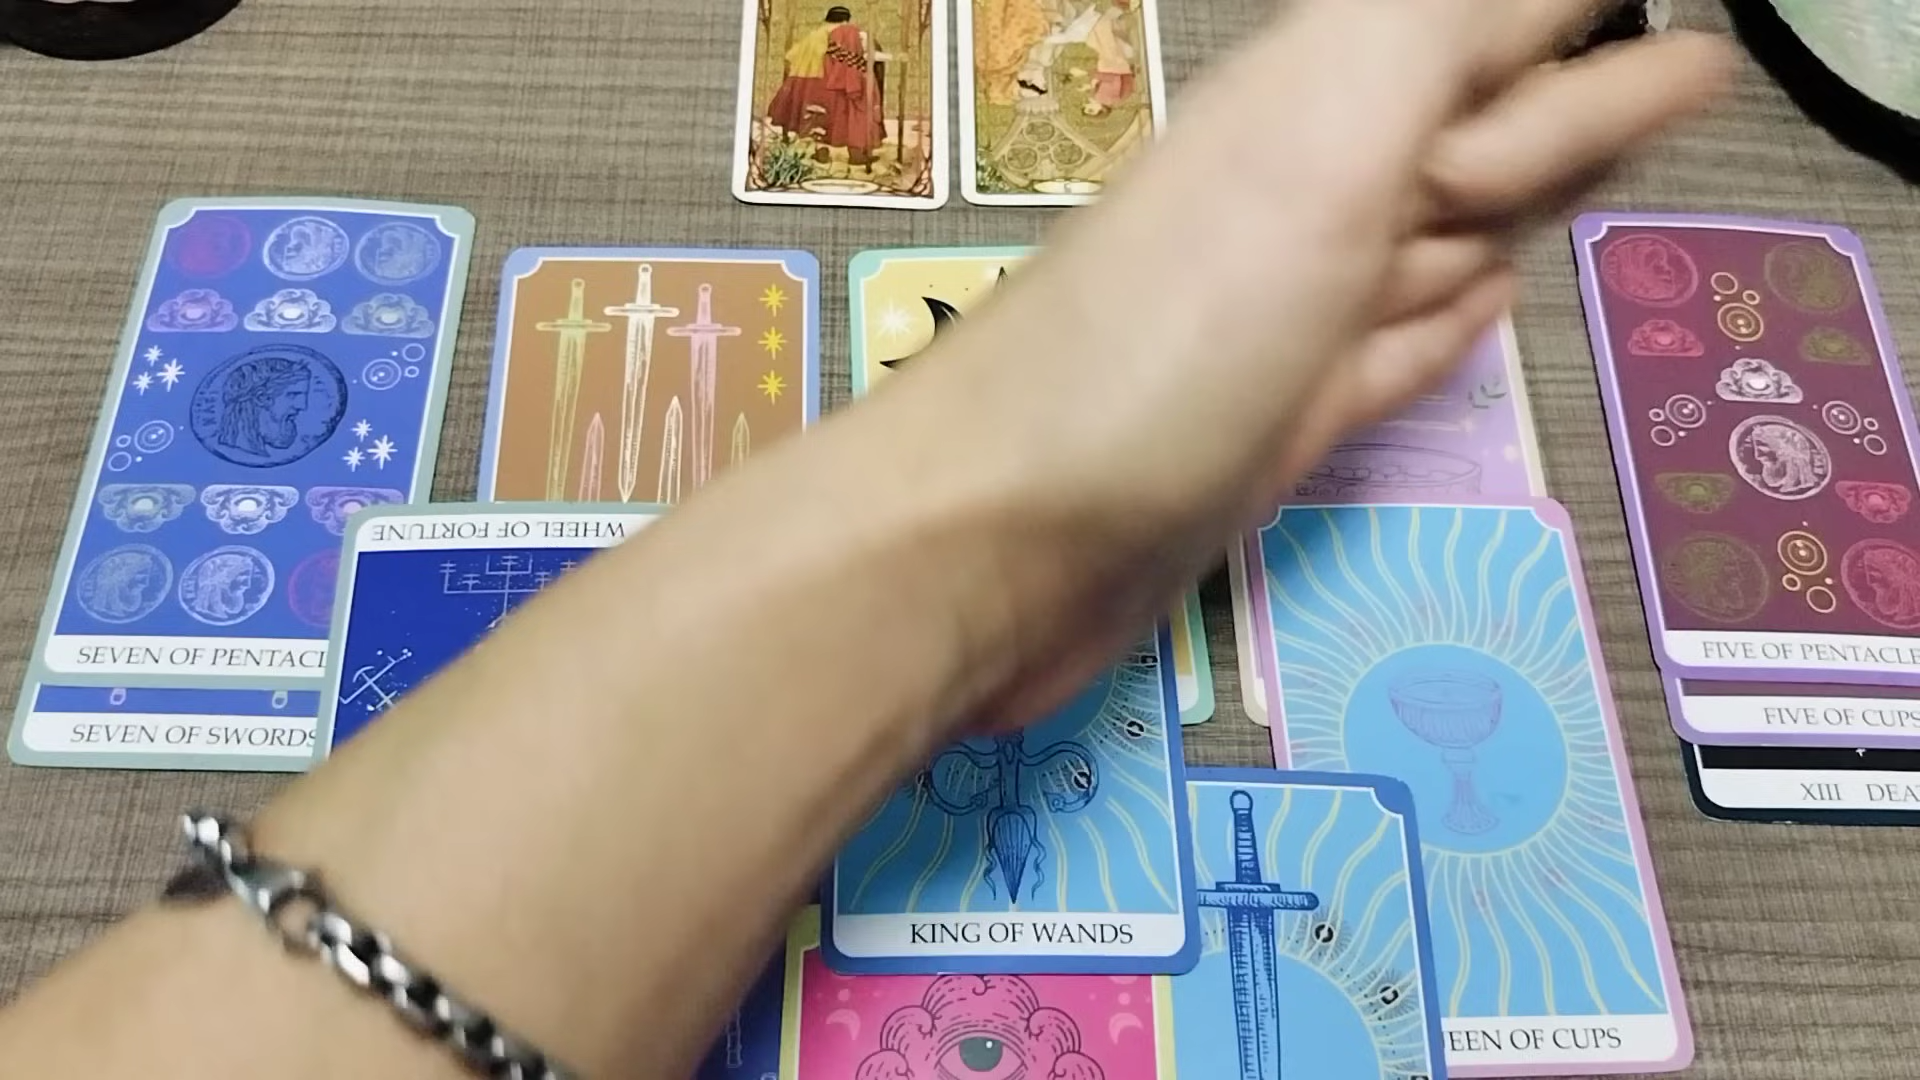 SEVEN OF PENTACL
SEVEN OF SWORDS
WHEEL OF FORTUNE
KING OF WANDS
UEEN OF CUPS
FIVE OF PENTACLE
FIVE OF CUPS
XIII DEA